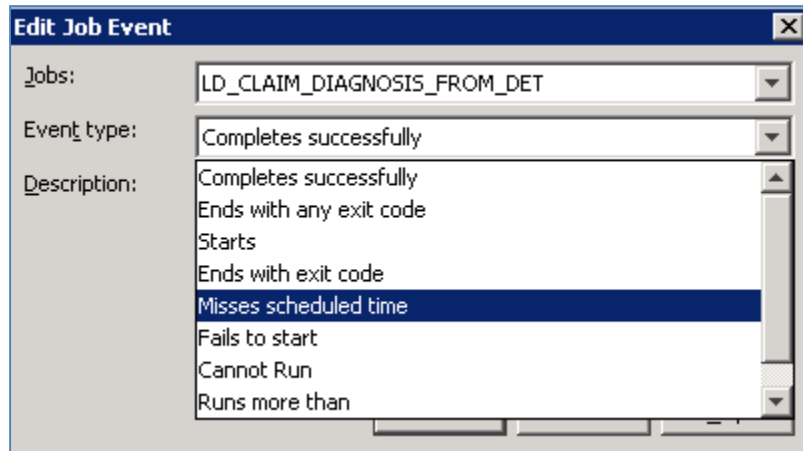 Edit Job Event
Jobs: LD_CLAIM_DIAGNOSIS_FROM_DET
Event type: Completes successfully
Description:
Completes successfully
Ends with any exit code
Starts
Ends with exit code
Misses scheduled time
Fails to start
Cannot Run
Runs more than